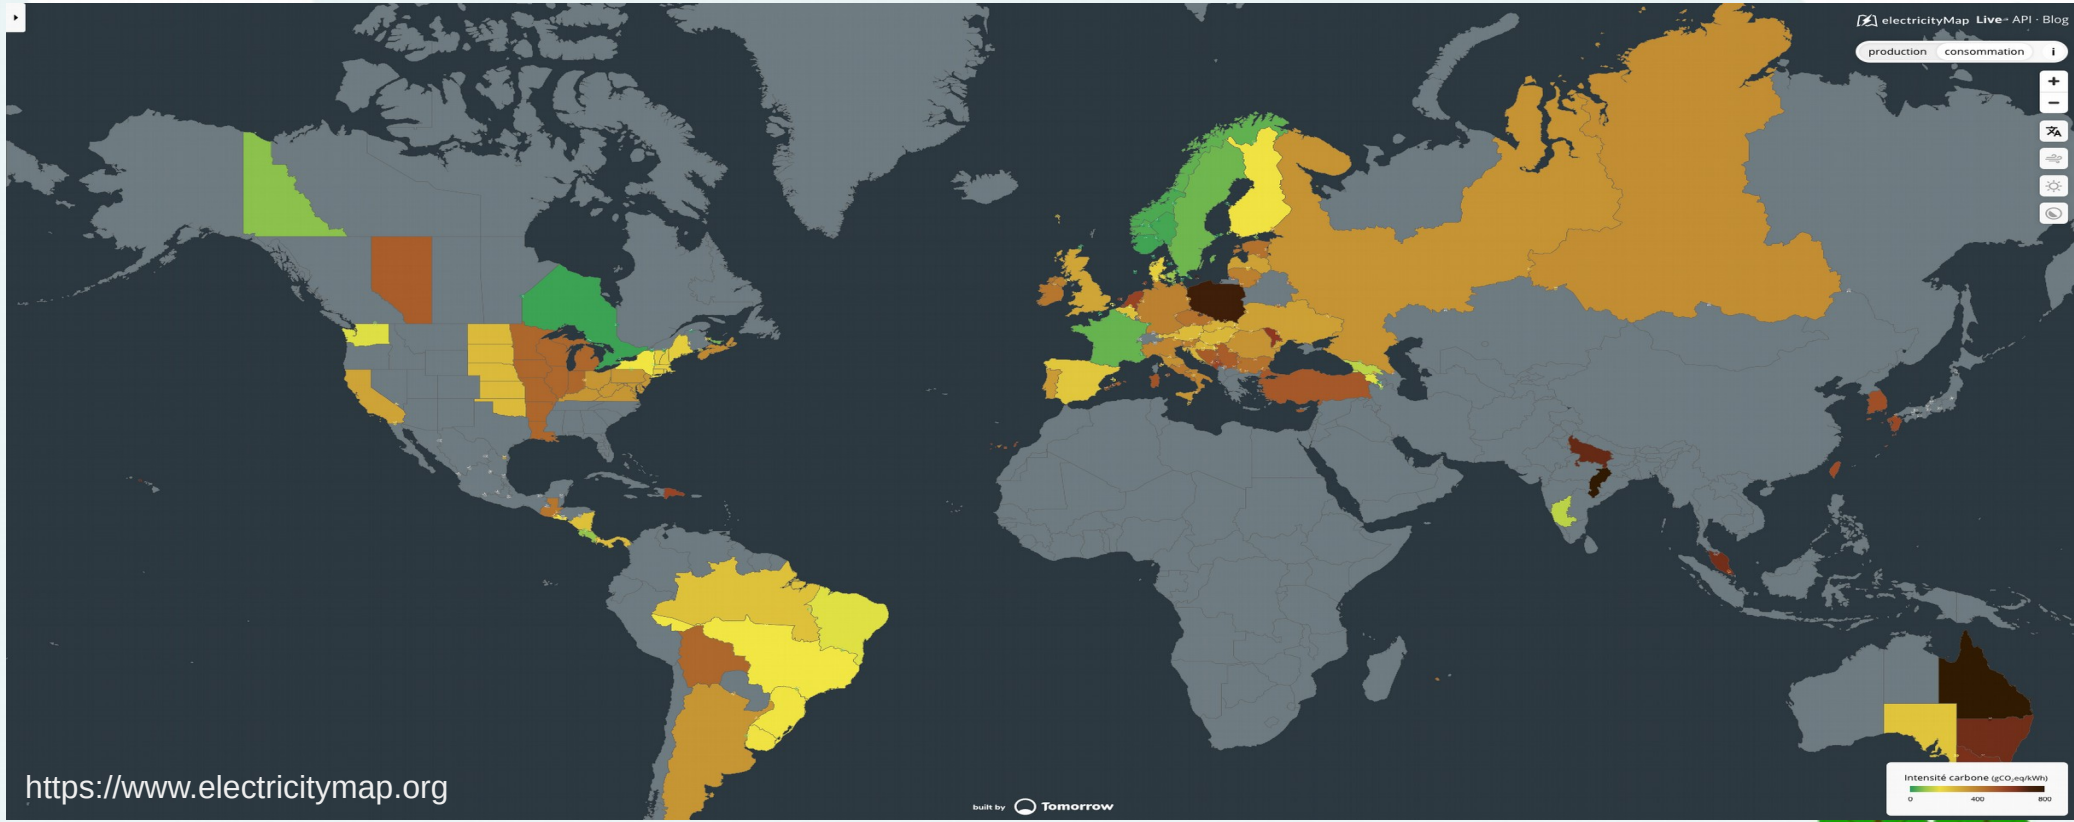 electricityMap Live API · Blog
production consommation i
https://www.electricitymap.org
built by Tomorrow
Intensité carbone (gCO₂eq/kWh)
0 400 800